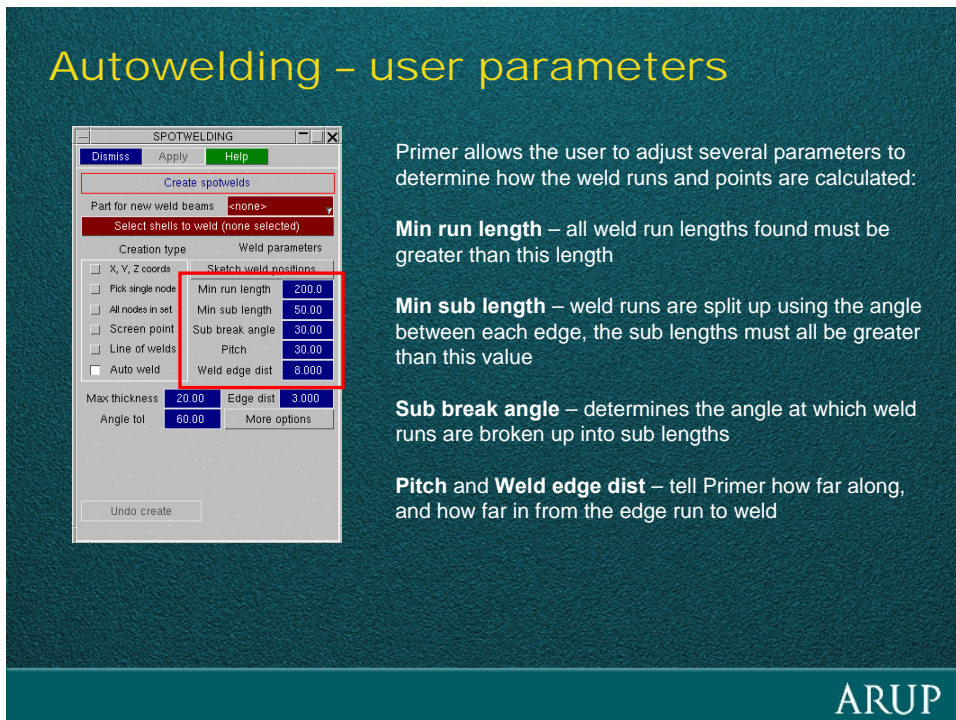 Autowelding – user parameters
SPOTWELDING
Dismiss Apply Help
Create spotwelds
Part for new weld beams <none>
Select shells to weld (none selected)
Creation type Weld parameters
X, Y, Z coords Sketch weld positions
Pick single node Min run length 200.0
All nodes in set Min sub length 50.00
Screen point Sub break angle 30.00
Line of welds Pitch 30.00
Auto weld Weld edge dist 8.000
Max thickness 20.00 Edge dist 3.000
Angle tol 60.00 More options
Undo create
Primer allows the user to adjust several parameters to
determine how the weld runs and points are calculated:
Min run length – all weld run lengths found must be
greater than this length
Min sub length – weld runs are split up using the angle
between each edge, the sub lengths must all be greater
than this value
Sub break angle – determines the angle at which weld
runs are broken up into sub lengths
Pitch and Weld edge dist – tell Primer how far along,
and how far in from the edge run to weld
ARUP